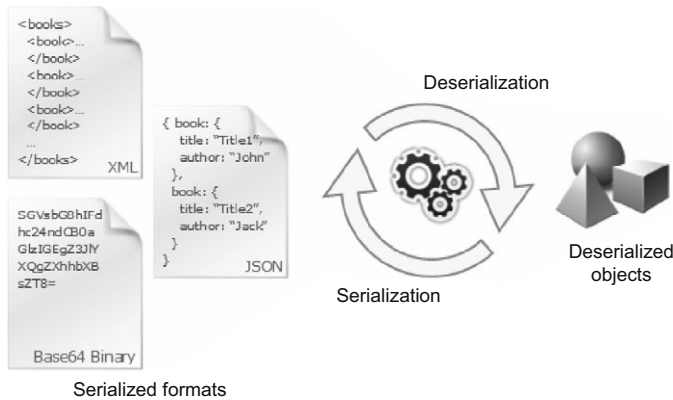 <books>
<book>...
</book>
<book>...
</book>
<book>...
</book>
...
</books>
XML
{ book: {
title: "Title1",
author: "John"
},
book: {
title: "Title2",
author: "Jack"
}
}
JSON
SGVsbG8hIFd
hc24ndCB0a
GlzIGEgZ3JlY
XQgZXhhbXB
sZT8=
Base64 Binary
Serialized formats
Deserialization
Serialization
Deserialized
objects